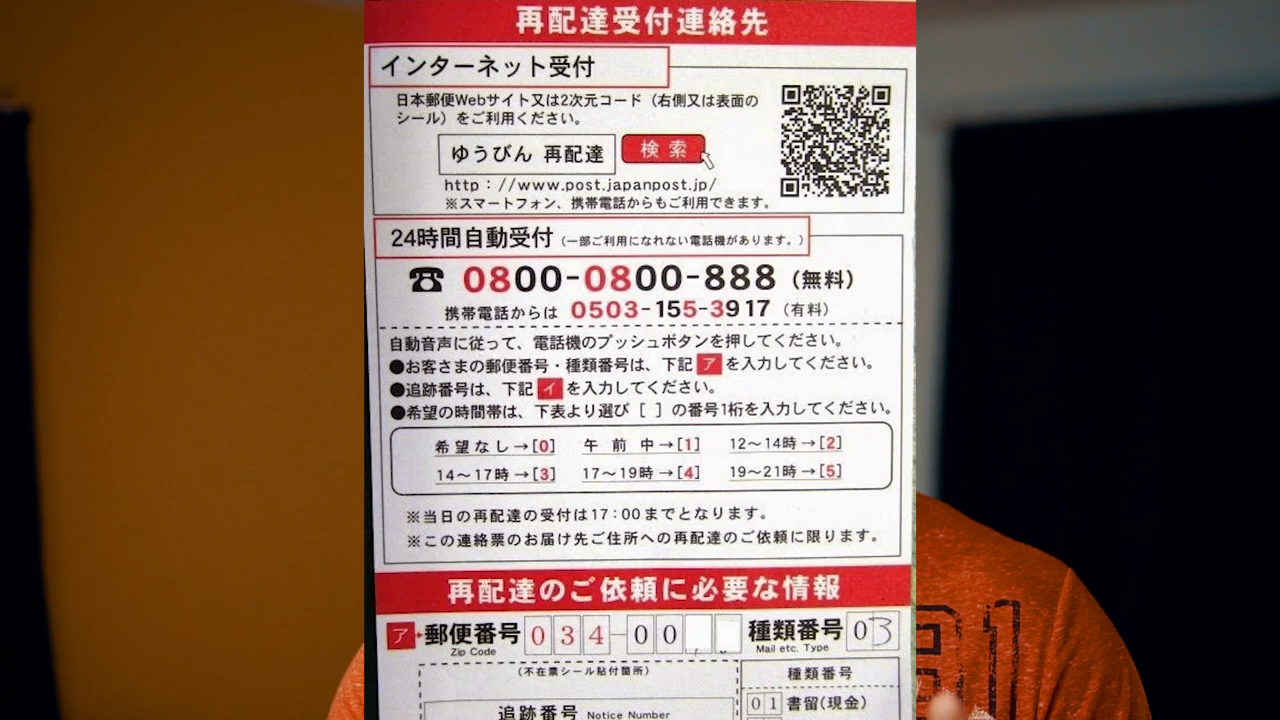 再配達受付連絡先
インターネット受付
日本郵便Webサイト又は2次元コード（右側又は表面の
シール）をご利用ください。
ゆうびん 再配達
検索
http：//www.post.japanpost.jp/
※スマートフォン、携帯電話からもご利用できます。
24時間自動受付（一部ご利用になれない電話機があります。）
0800-0800-888（無料）
携帯電話からは 0503-155-3917（有料）
自動音声に従って、電話機のプッシュボタンを押してください。
●お客さまの郵便番号・種類番号は、下記 ア を入力してください。
●追跡番号は、下記 イ を入力してください。
●希望の時間帯は、下表より選び［ ］の番号1桁を入力してください。
希望なし→[0] 午前中→[1] 12～14時→[2]
14～17時→[3] 17～19時→[4] 19～21時→[5]
※当日の再配達の受付は17：00までとなります。
※この連絡票のお届け先ご住所への再配達のご依頼に限ります。
再配達のご依頼に必要な情報
ア 郵便番号 034-00 種類番号 03
Zip Code Mail etc. Type
（不在票シール貼付箇所） 種類番号
追跡番号 Notice Number 01 書留(現金)